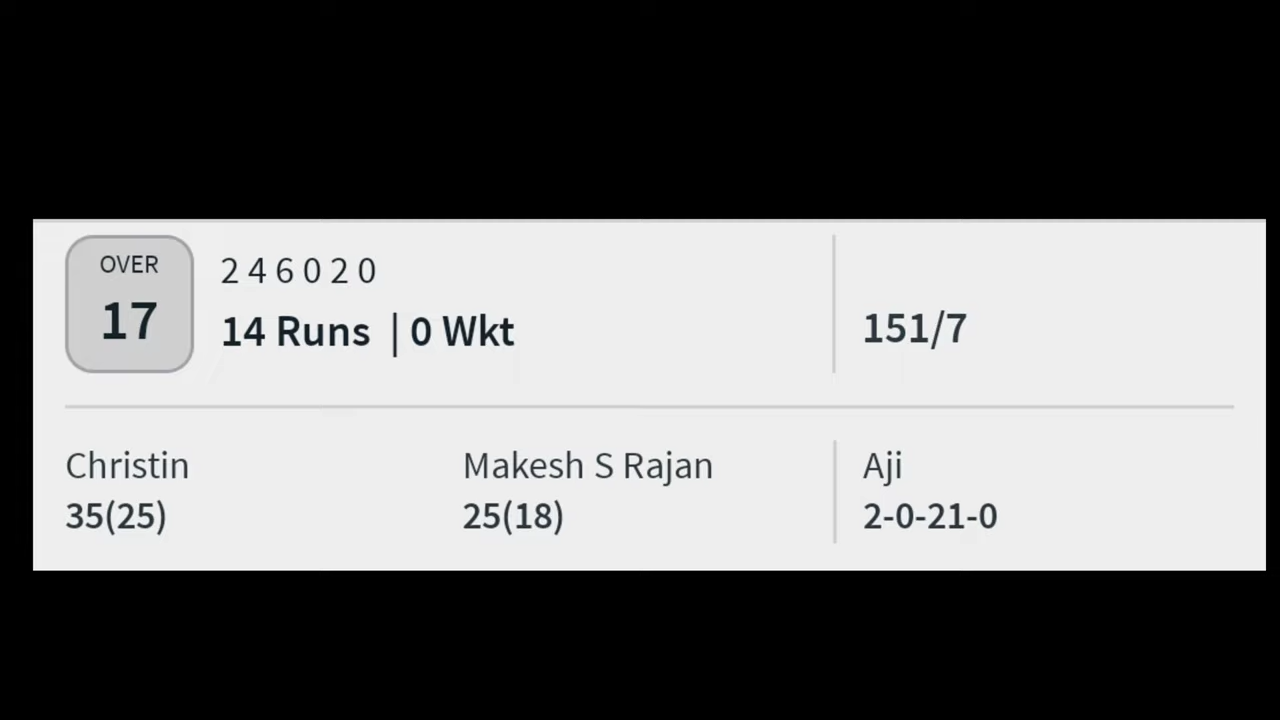 OVER
17
2 4 6 0 2 0
14 Runs | 0 Wkt
151/7
Christin
35(25)
Makesh S Rajan
25(18)
Aji
2-0-21-0